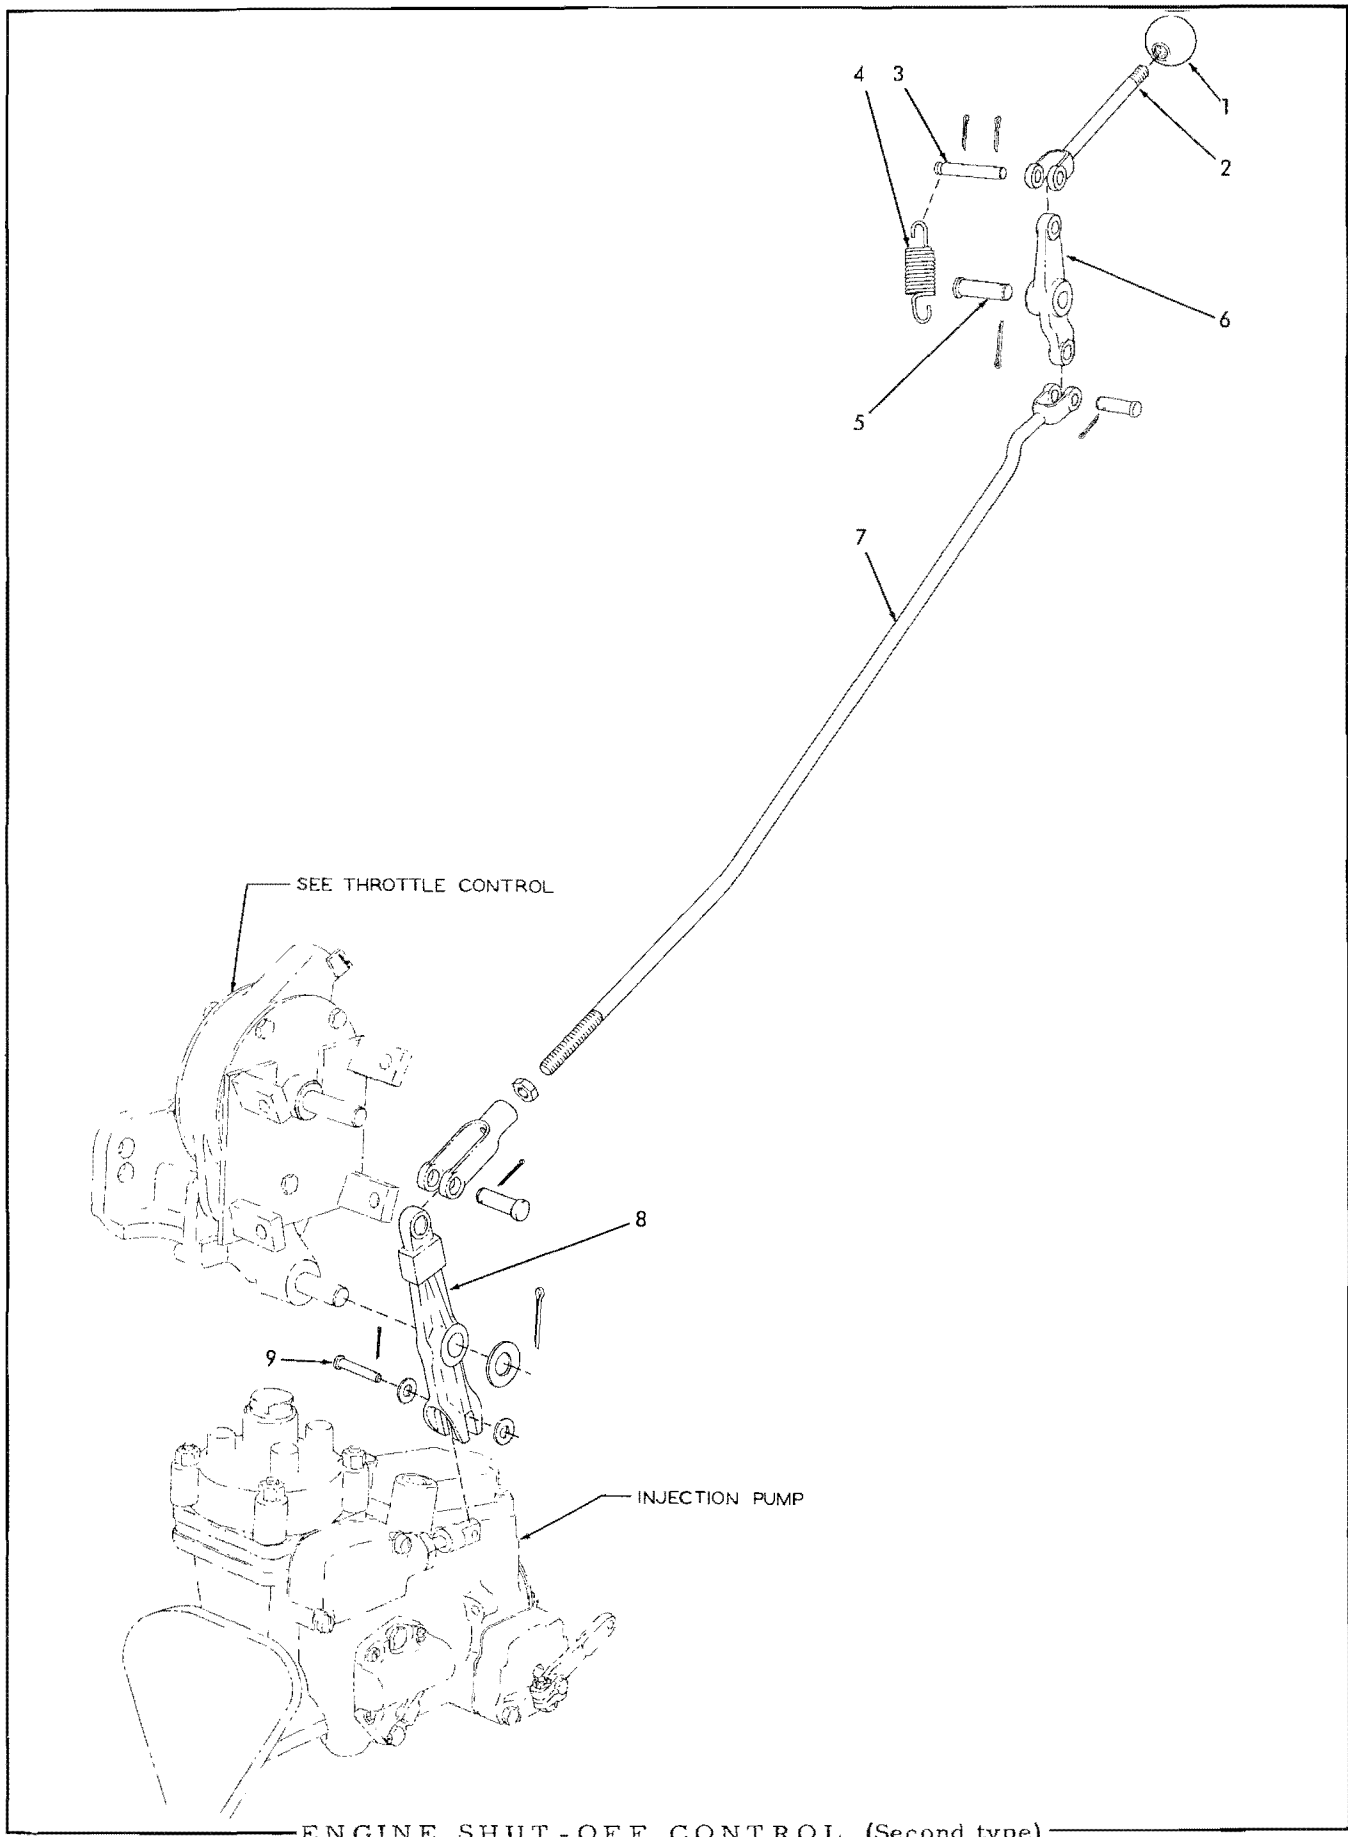 1
4 3
2
6
5
7
SEE THROTTLE CONTROL
8
9
INJECTION PUMP
ENGINE SHUT-OFF CONTROL (Second type)